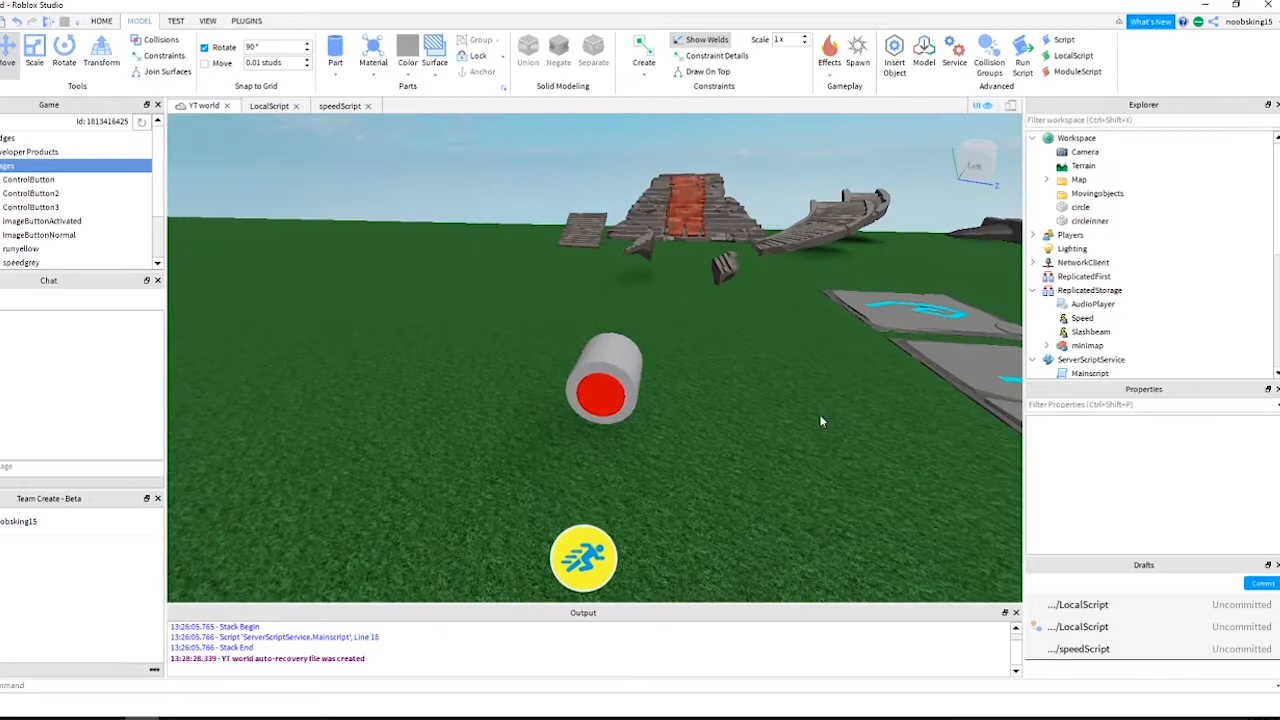 d - Roblox Studio
HOME MODEL TEST VIEW PLUGINS
What's New noobsking15
Move Scale Rotate Transform
Collisions
Constraints
Join Surfaces
Tools
Rotate 90°
Move 0.01 studs
Snap to Grid
Part Material Color Surface
Group
Lock
Anchor
Parts
Union Negate Separate
Solid Modeling
Create
Show Welds Scale 1 x
Constraint Details
Draw On Top
Constraints
Effects Spawn
Gameplay
Insert Object Model Service Collision Groups Run Script
Script
LocalScript
ModuleScript
Advanced
Game
Id: 1813416425
dges
veloper Products
ages
ControlButton
ControlButton2
ControlButton3
ImageButtonActivated
ImageButtonNormal
runyellow
speedgrey
Chat
age
Team Create - Beta
obsking15
YT world LocalScript speedScript
UI
Left
Z
Output
13:26:05.765 - Stack Begin
13:26:05.766 - Script 'ServerScriptService.Mainscript', Line 18
13:26:05.766 - Stack End
13:28:28.339 - YT world auto-recovery file was created
mmand
Explorer
Filter workspace (Ctrl+Shift+X)
Workspace
Camera
Terrain
Map
Movingobjects
circle
circleInner
Players
Lighting
NetworkClient
ReplicatedFirst
ReplicatedStorage
AudioPlayer
Speed
Slashbeam
minimap
ServerScriptService
Mainscript
Properties
Filter Properties (Ctrl+Shift+P)
Drafts
Commit
.../LocalScript Uncommitted
.../LocalScript Uncommitted
.../speedScript Uncommitted